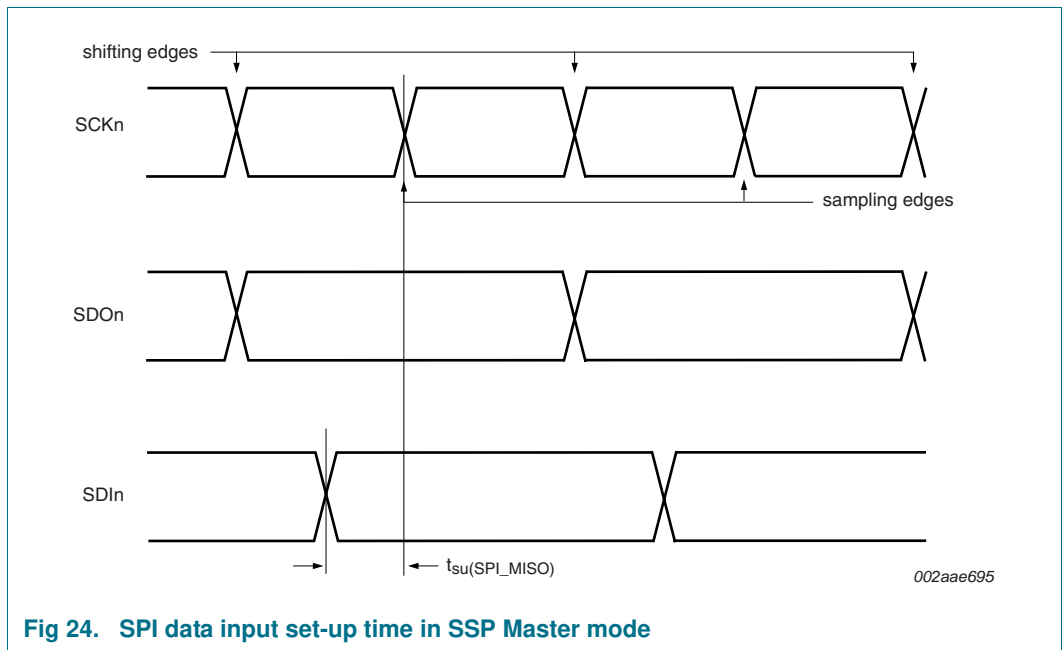 shifting edges
SCKn
sampling edges
SDOn
SDIn
tsu(SPI_MISO)
002aae695
Fig 24. SPI data input set-up time in SSP Master mode